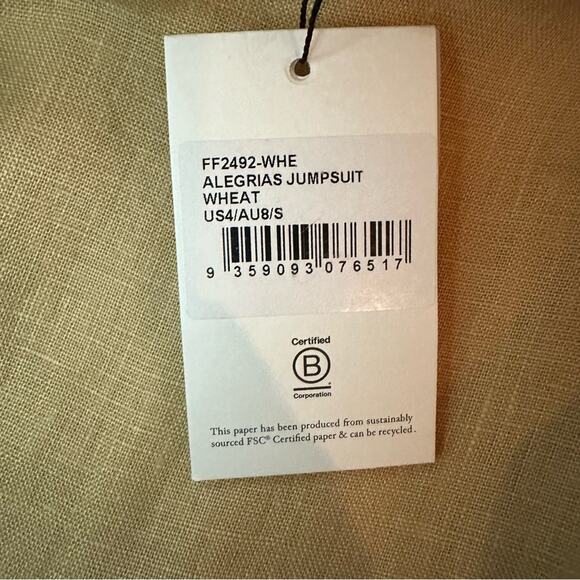 FF2492-WHE
ALEGRIAS JUMPSUIT
WHEAT
US4/AU8/S
9 359093 076517
Certified
B
Corporation
This paper has been produced from sustainably
sourced FSC® Certified paper & can be recycled.